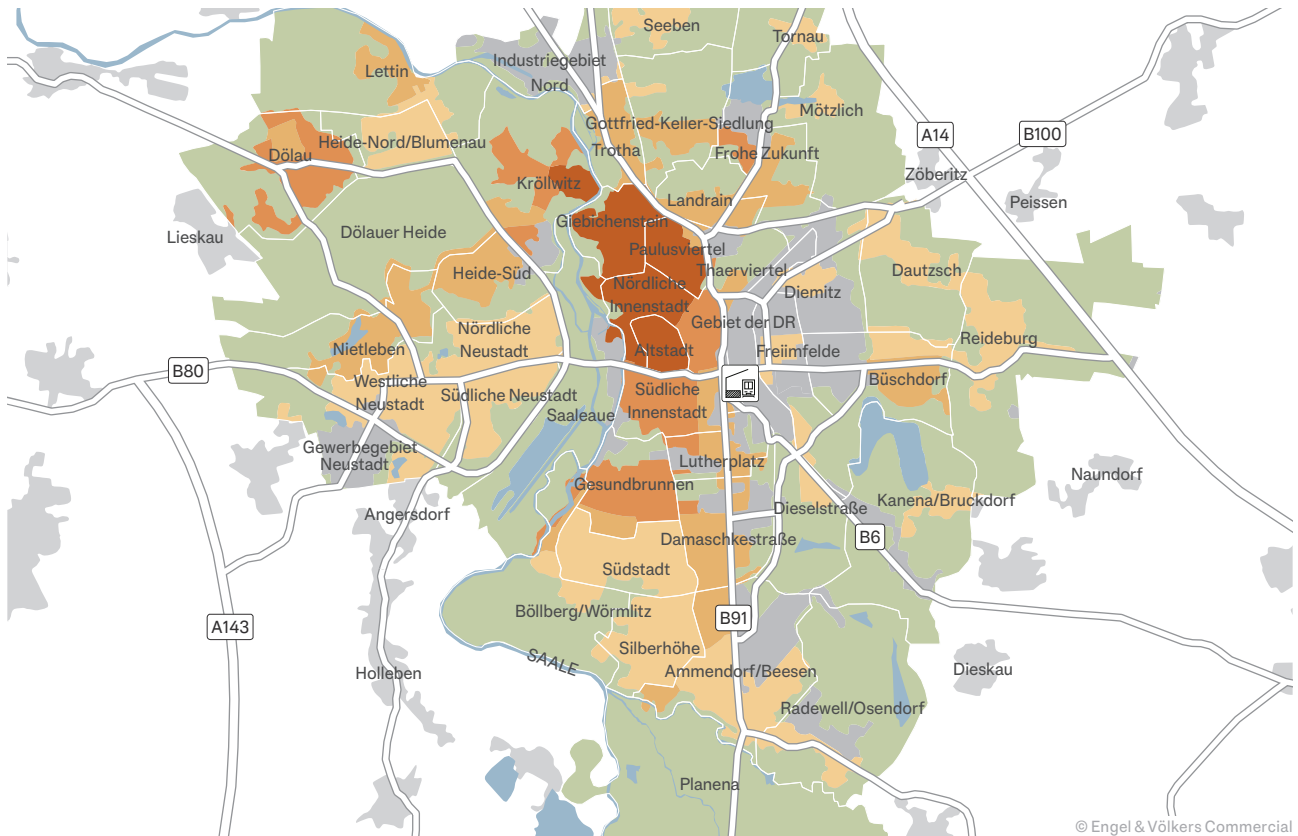 Seeben
Tornau
Industriegebiet
Nord
Lettin
Mötzlich
Gottfried-Keller-Siedlung
A14
B100
Heide-Nord/Blumenau
Trotha
Frohe Zukunft
Dölau
Zöberitz
Kröllwitz
Landrain
Peissen
Giebichenstein
Lieskau
Dölauer Heide
Paulusviertel
Heide-Süd
Thaerviertel
Dautzsch
Nördliche
Innenstadt
Diemitz
Gebiet der DR
Nördliche
Neustadt
Reideburg
Nietleben
Altstadt
Freiimfelde
B80
Westliche
Neustadt
Südliche Neustadt
Südliche
Innenstadt
Büschdorf
Saaleaue
Gewerbegebiet
Neustadt
Lutherplatz
Naundorf
Gesundbrunnen
Kanena/Bruckdorf
Angersdorf
Dieselstraße
Damaschkestraße
B6
Südstadt
Böllberg/Wörmlitz
B91
A143
Silberhöhe
SAALE
Holleben
Ammendorf/Beesen
Dieskau
Radewell/Osendorf
Planena
© Engel & Völkers Commercial